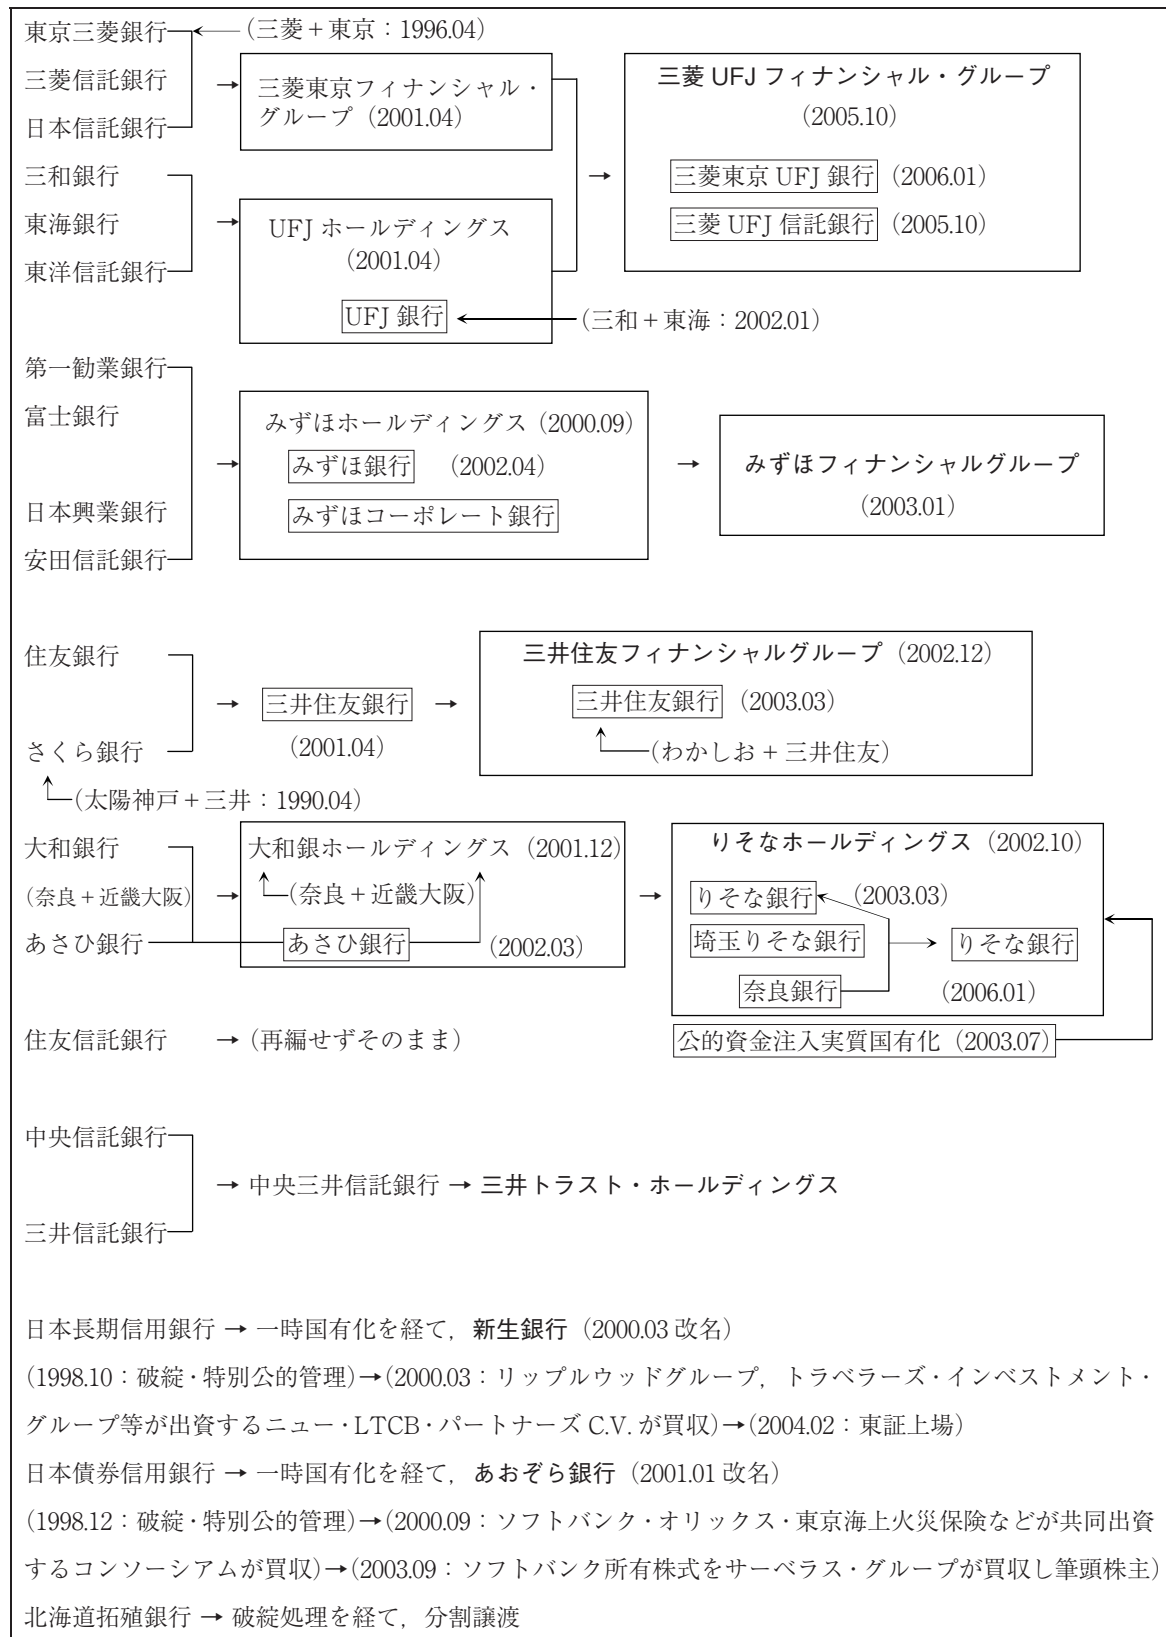 東京三菱銀行 (三菱+東京:1996.04)
三菱信託銀行
日本信託銀行
→
三菱東京フィナンシャル・
グループ(2001.04)
三和銀行
東海銀行
東洋信託銀行
→
UFJ ホールディングス
(2001.04)
UFJ 銀行 (三和+東海:2002.01)
→
三菱 UFJ フィナンシャル・グループ
(2005.10)
三菱東京 UFJ 銀行 (2006.01)
三菱 UFJ 信託銀行 (2005.10)
第一勧業銀行
富士銀行
日本興業銀行
安田信託銀行
→
みずほホールディングス(2000.09)
みずほ銀行 (2002.04)
みずほコーポレート銀行
→
みずほフィナンシャルグループ
(2003.01)
住友銀行
さくら銀行
(太陽神戸+三井:1990.04)
→ 三井住友銀行 →
(2001.04)
三井住友フィナンシャルグループ(2002.12)
三井住友銀行 (2003.03)
(わかしお+三井住友)
大和銀行
(奈良+近畿大阪)
あさひ銀行
→
大和銀ホールディングス(2001.12)
(奈良+近畿大阪)
あさひ銀行 (2002.03)
→
りそなホールディングス(2002.10)
りそな銀行 (2003.03)
埼玉りそな銀行 りそな銀行
奈良銀行 (2006.01)
住友信託銀行 →(再編せずそのまま)
公的資金注入実質国有化(2003.07)
中央信託銀行
三井信託銀行
→ 中央三井信託銀行 → 三井トラスト・ホールディングス
日本長期信用銀行 → 一時国有化を経て,新生銀行(2000.03 改名)
(1998.10:破綻・特別公的管理)→(2000.03:リップルウッドグループ,トラベラーズ・インベストメント・
グループ等が出資するニュー・LTCB・パートナーズ C.V. が買収)→(2004.02:東証上場)
日本債券信用銀行 → 一時国有化を経て,あおぞら銀行(2001.01 改名)
(1998.12:破綻・特別公的管理)→(2000.09:ソフトバンク・オリックス・東京海上火災保険などが共同出資
するコンソーシアムが買収)→(2003.09:ソフトバンク所有株式をサーベラス・グループが買収し筆頭株主)
北海道拓殖銀行 → 破綻処理を経て,分割譲渡